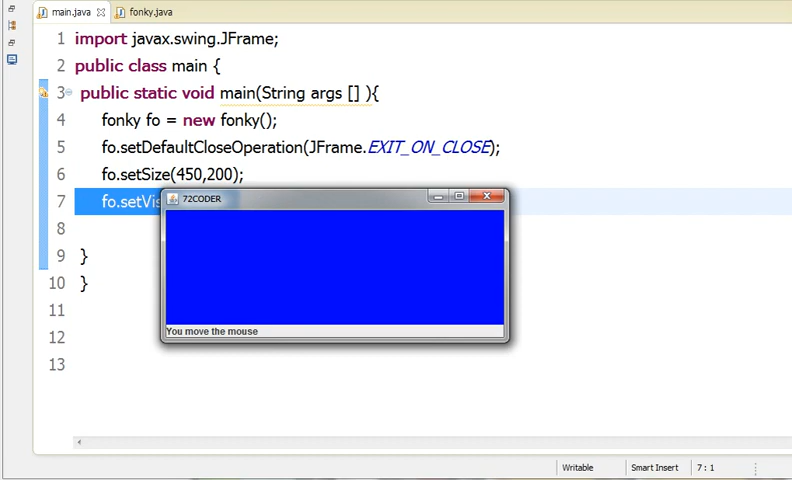 main.java fonky.java
1 import javax.swing.JFrame;
2 public class main {
3 public static void main(String args [] ){
4 fonky fo = new fonky();
5 fo.setDefaultCloseOperation(JFrame.EXIT_ON_CLOSE);
6 fo.setSize(450,200);
7 fo.setVis
72CODER
8
9 }
10 }
11
You move the mouse
12
13
Writable Smart Insert 7 : 1